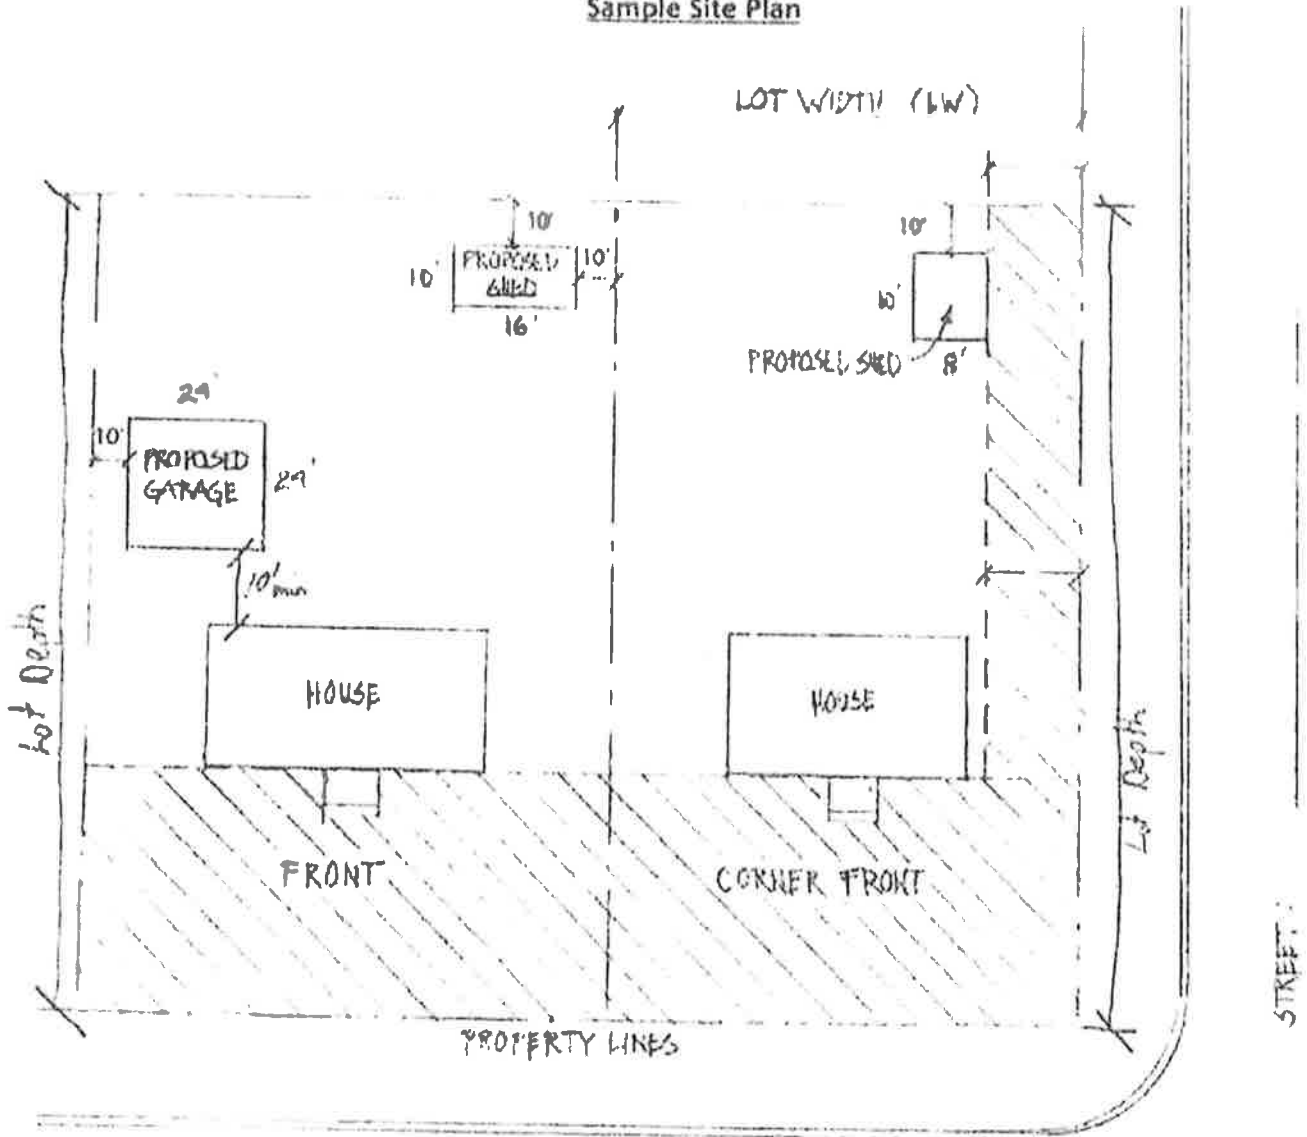 Sample Site Plan
LOT WIDTH (LW)
10'
10'
PROPOSED
SHED
10'
16'
10'
10'
PROPOSED SHED
8'
24'
10'
PROPOSED
GARAGE
24'
10' min
Lot Depth
HOUSE
HOUSE
Lot Depth
FRONT
CORNER FRONT
STREET:
PROPERTY LINES